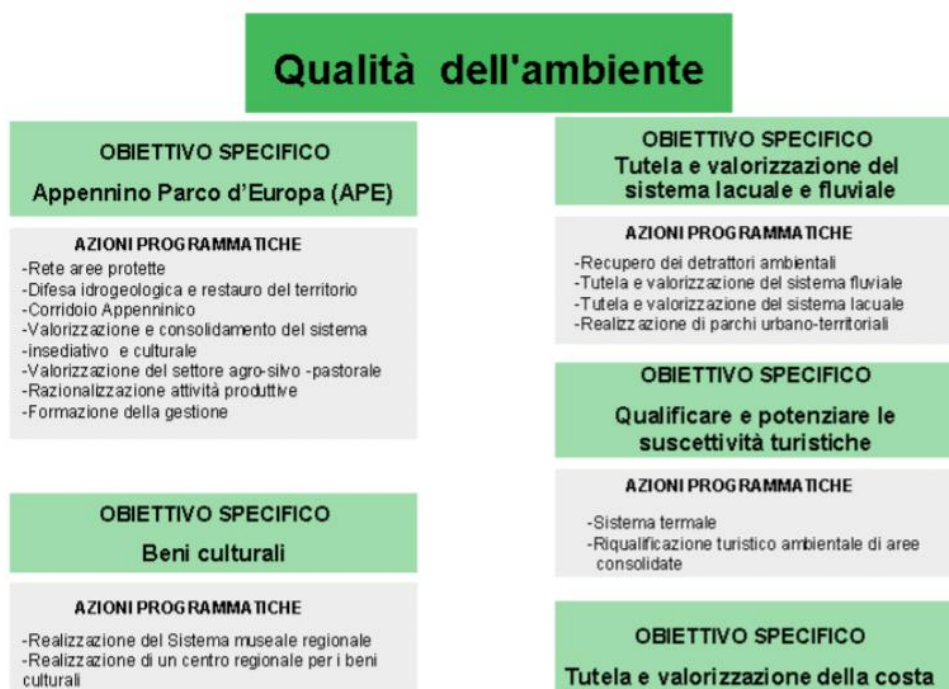 Qualità dell'ambiente
OBIETTIVO SPECIFICO
Appennino Parco d'Europa (APE)
AZIONI PROGRAMMATICHE
-Rete aree protette
-Difesa idrogeologica e restauro del territorio
-Corridoio Appenninico
-Valorizzazione e consolidamento del sistema
-insediativo e culturale
-Valorizzazione del settore agro-silvo -pastorale
-Razionalizzazione attività produttive
-Formazione della gestione
OBIETTIVO SPECIFICO
Beni culturali
AZIONI PROGRAMMATICHE
-Realizzazione del Sistema museale regionale
-Realizzazione di un centro regionale per i beni
culturali
OBIETTIVO SPECIFICO
Tutela e valorizzazione del
sistema lacuale e fluviale
AZIONI PROGRAMMATICHE
-Recupero dei detrattori ambientali
-Tutela e valorizzazione del sistema fluviale
-Tutela e valorizzazione del sistema lacuale
-Realizzazione di parchi urbano-territoriali
OBIETTIVO SPECIFICO
Qualificare e potenziare le
suscettività turistiche
AZIONI PROGRAMMATICHE
-Sistema termale
-Riqualificazione turistico ambientale di aree
consolidate
OBIETTIVO SPECIFICO
Tutela e valorizzazione della costa